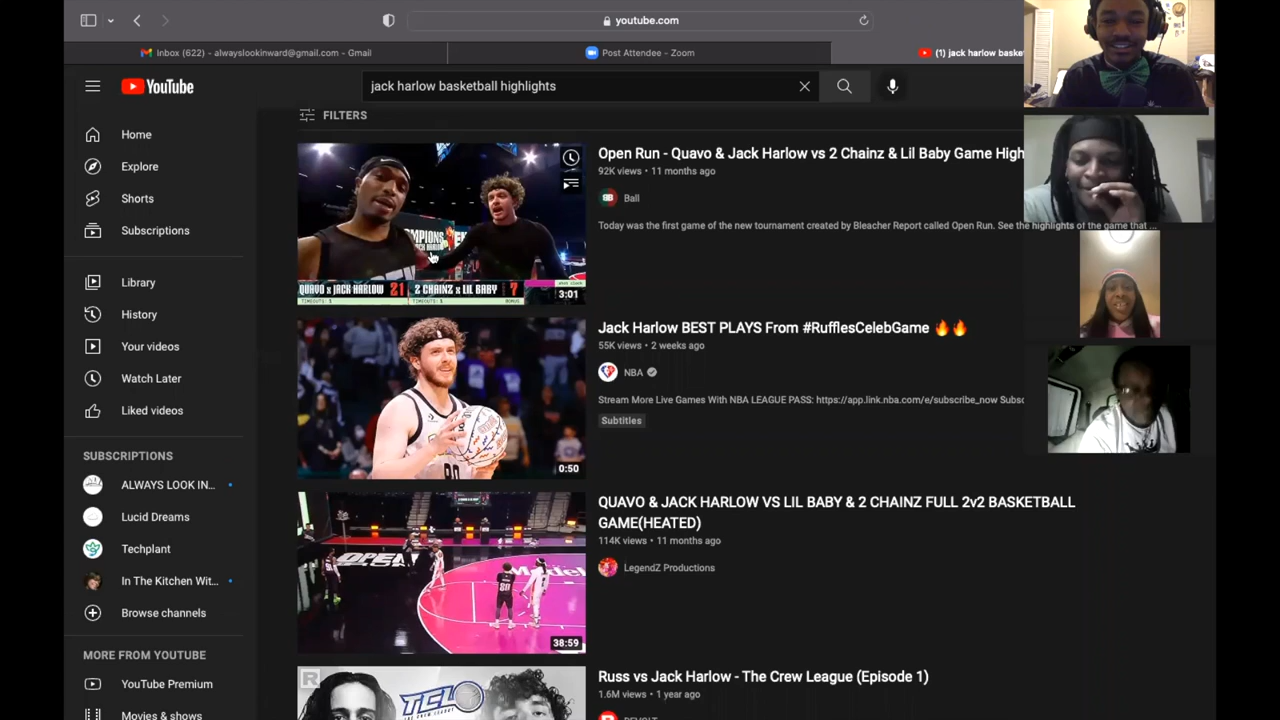 youtube.com
Inbox (622) - alwayslookinward@gmail.com - Gmail
Post Attendee - Zoom
(1) jack harlow baske
YouTube
jack harlow basketball highlights
FILTERS
Home
Explore
Shorts
Subscriptions
Library
History
Your videos
Watch Later
Liked videos
SUBSCRIPTIONS
ALWAYS LOOK IN...
Lucid Dreams
Techplant
In The Kitchen Wit...
Browse channels
MORE FROM YOUTUBE
YouTube Premium
Movies & shows
QUAVO x JACK HARLOW 21 2 CHAINZ x LIL BABY 7
3:01
Open Run - Quavo & Jack Harlow vs 2 Chainz & Lil Baby Game High
92K views • 11 months ago
Ball
Today was the first game of the new tournament created by Bleacher Report called Open Run. See the highlights of the game that ...
0:50
Jack Harlow BEST PLAYS From #RufflesCelebGame 🔥🔥
55K views • 2 weeks ago
NBA
Stream More Live Games With NBA LEAGUE PASS: https://app.link.nba.com/e/subscribe_now Subsc
Subtitles
OPEN
38:59
QUAVO & JACK HARLOW VS LIL BABY & 2 CHAINZ FULL 2v2 BASKETBALL
GAME(HEATED)
114K views • 11 months ago
LegendZ Productions
R
TCL
THE CREW LEAGUE
Russ vs Jack Harlow - The Crew League (Episode 1)
1.6M views • 1 year ago
REVOLT